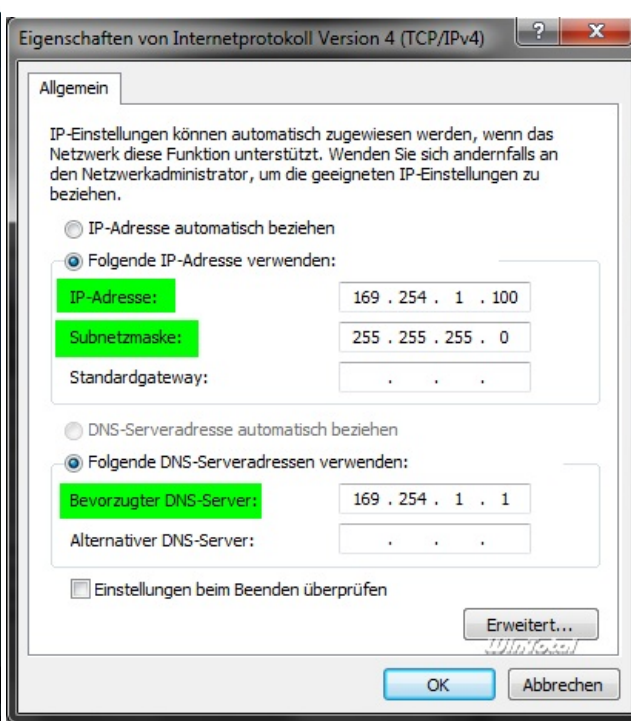 Eigenschaften von Internetprotokoll Version 4 (TCP/IPv4)
?
X
Allgemein
IP-Einstellungen können automatisch zugewiesen werden, wenn das
Netzwerk diese Funktion unterstützt. Wenden Sie sich andernfalls an
den Netzwerkadministrator, um die geeigneten IP-Einstellungen zu
beziehen.
IP-Adresse automatisch beziehen
Folgende IP-Adresse verwenden:
IP-Adresse: 169 . 254 . 1 . 100
Subnetzmaske: 255 . 255 . 255 . 0
Standardgateway: . . .
DNS-Serveradresse automatisch beziehen
Folgende DNS-Serveradressen verwenden:
Bevorzugter DNS-Server: 169 . 254 . 1 . 1
Alternativer DNS-Server: . . .
Einstellungen beim Beenden überprüfen
Erweitert...
WinTotal
OK Abbrechen